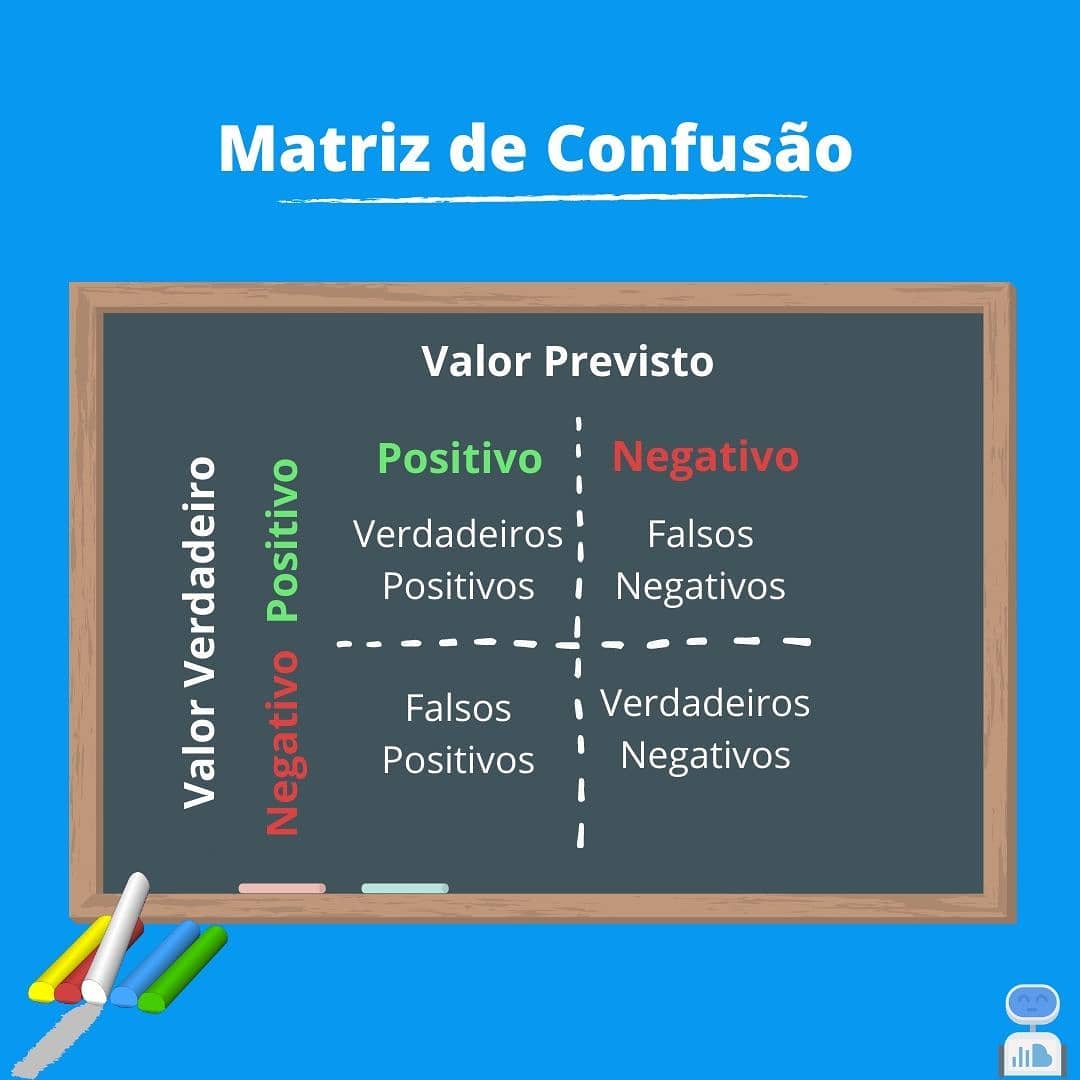 Matriz de Confusão
Valor Previsto
Valor Verdadeiro
Positivo
Negativo
Positivo
Verdadeiros
Positivos
Falsos
Negativos
Negativo
Falsos
Positivos
Verdadeiros
Negativos